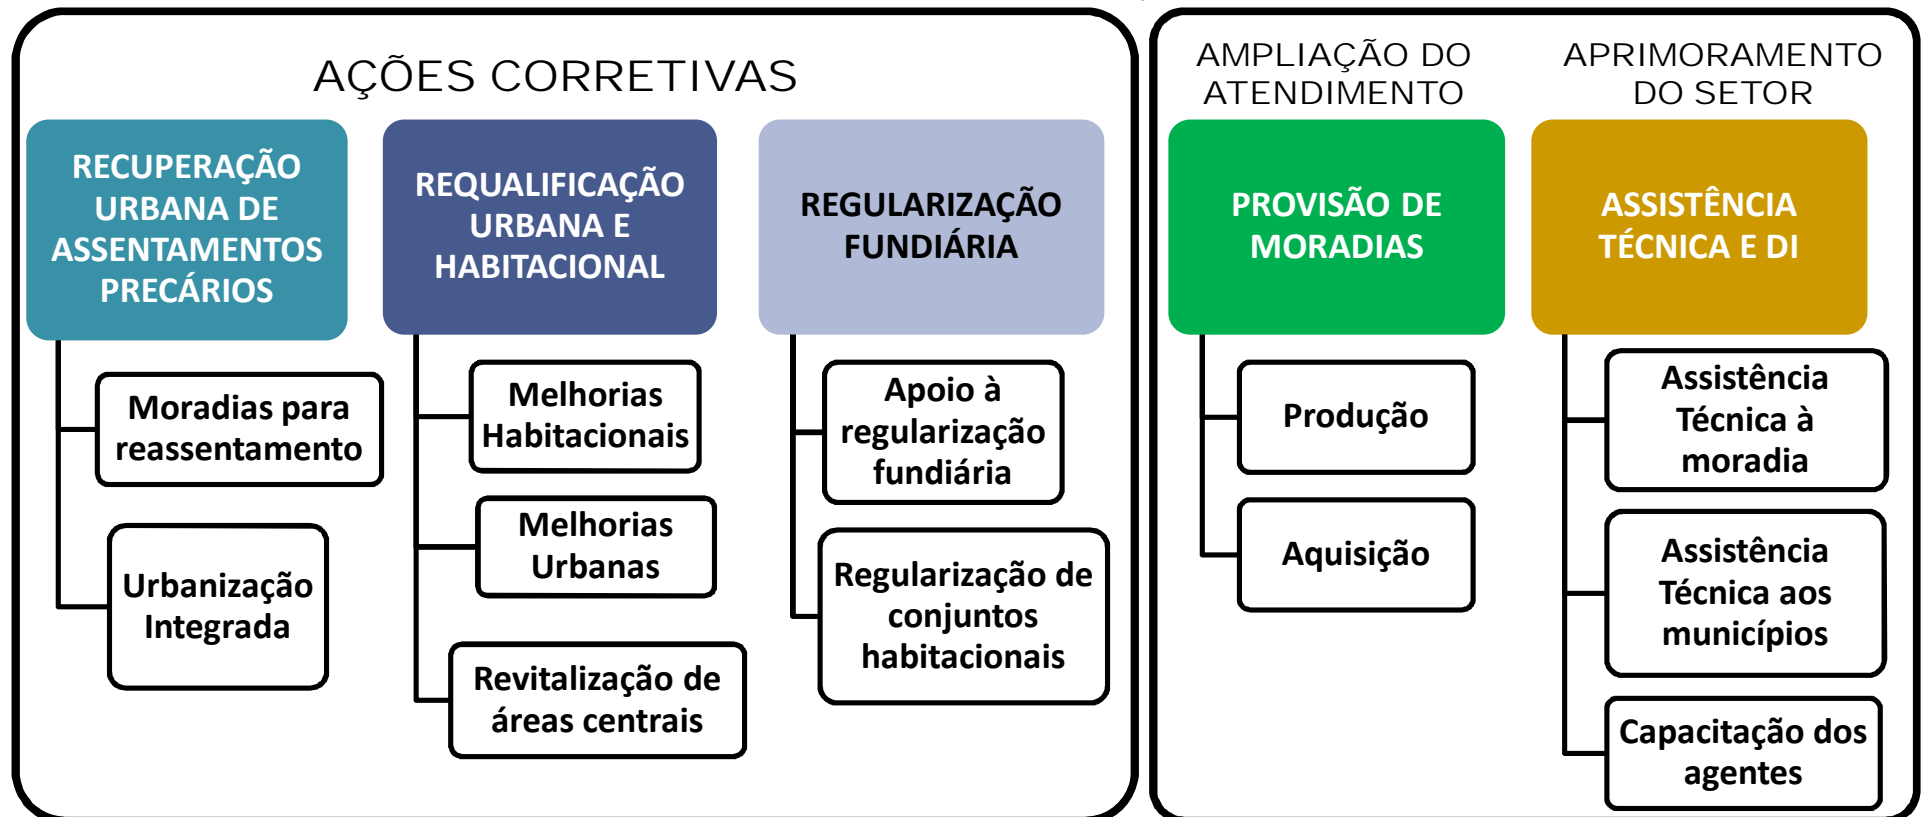 AÇÕES CORRETIVAS
RECUPERAÇÃO
URBANA DE
ASSENTAMENTOS
PRECÁRIOS
Moradias para
reassentamento
Urbanização
Integrada
REQUALIFICAÇÃO
URBANA E
HABITACIONAL
Melhorias
Habitacionais
Melhorias
Urbanas
Revitalização de
áreas centrais
REGULARIZAÇÃO
FUNDIÁRIA
Apoio à
regularização
fundiária
Regularização de
conjuntos
habitacionais
AMPLIAÇÃO DO
ATENDIMENTO
PROVISÃO DE
MORADIAS
Produção
Aquisição
APRIMORAMENTO
DO SETOR
ASSISTÊNCIA
TÉCNICA E DI
Assistência
Técnica à
moradia
Assistência
Técnica aos
municípios
Capacitação dos
agentes